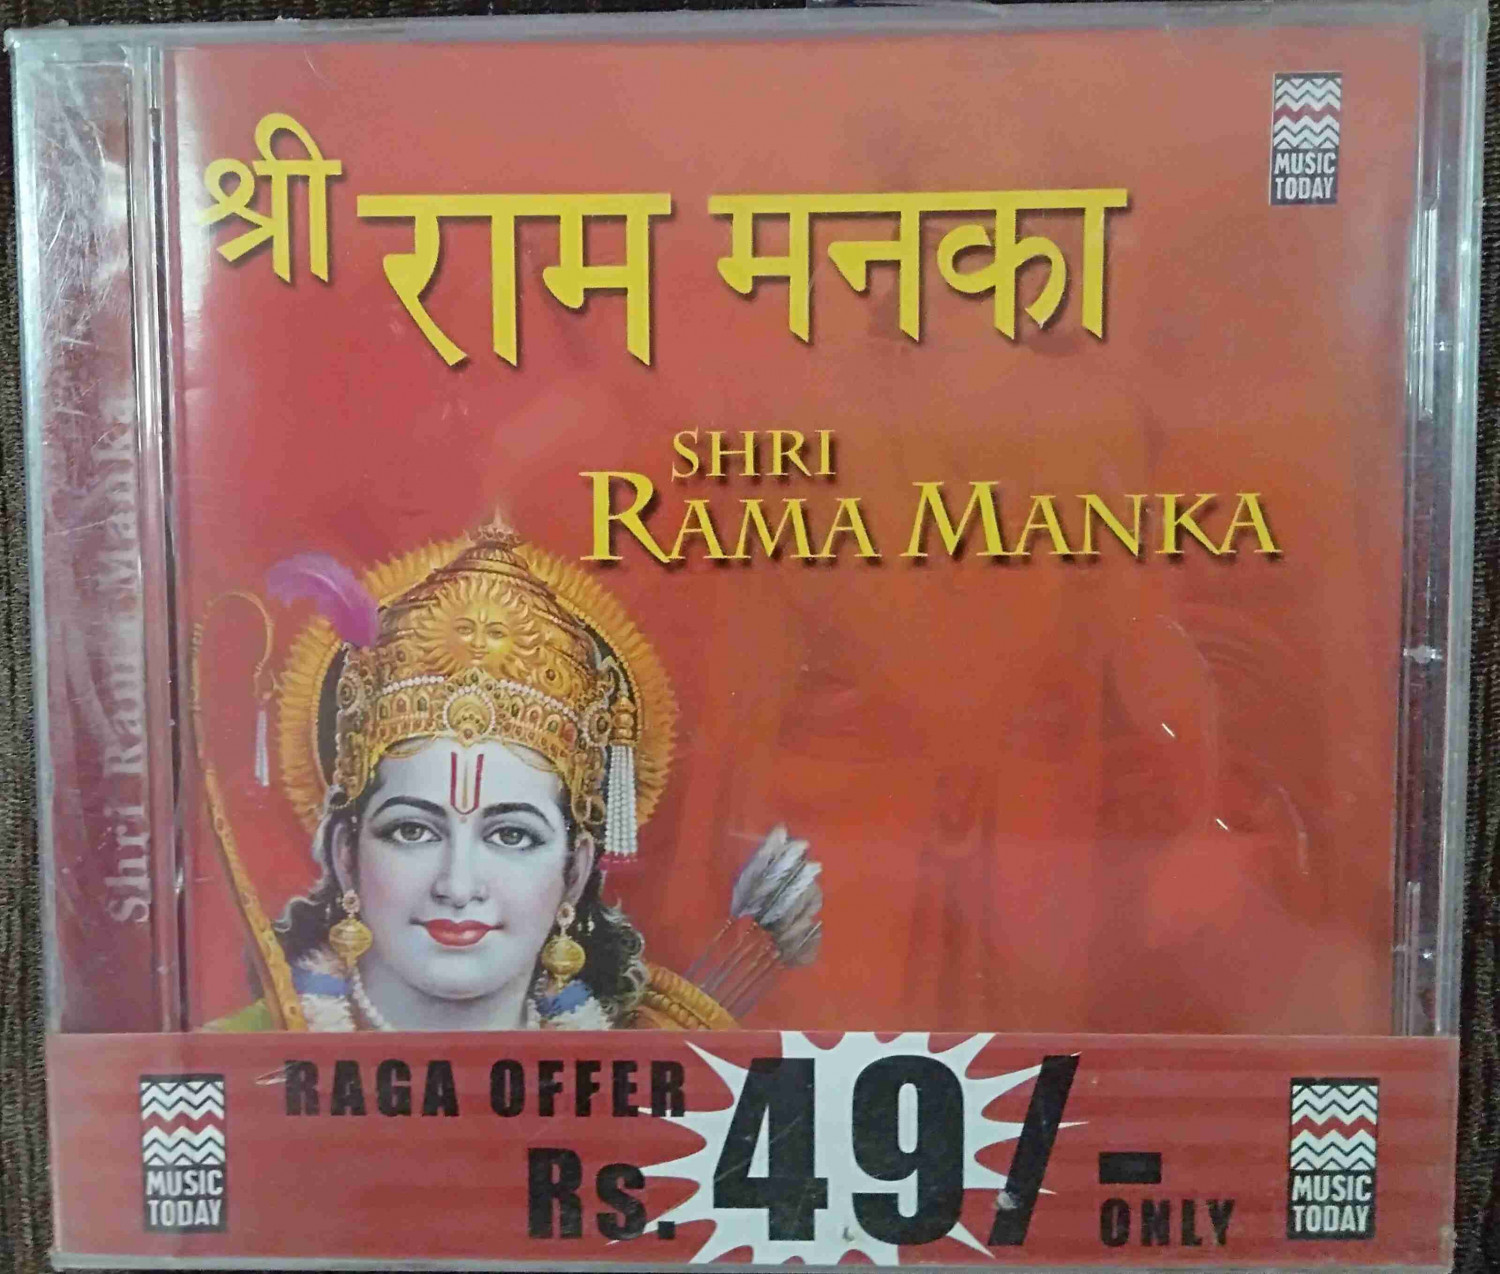 श्री राम मनका
MUSIC
TODAY
SHRI
RAMA MANKA
Shri Rama Manka
RAGA OFFER
Rs. 49/-
ONLY
MUSIC
TODAY
MUSIC
TODAY